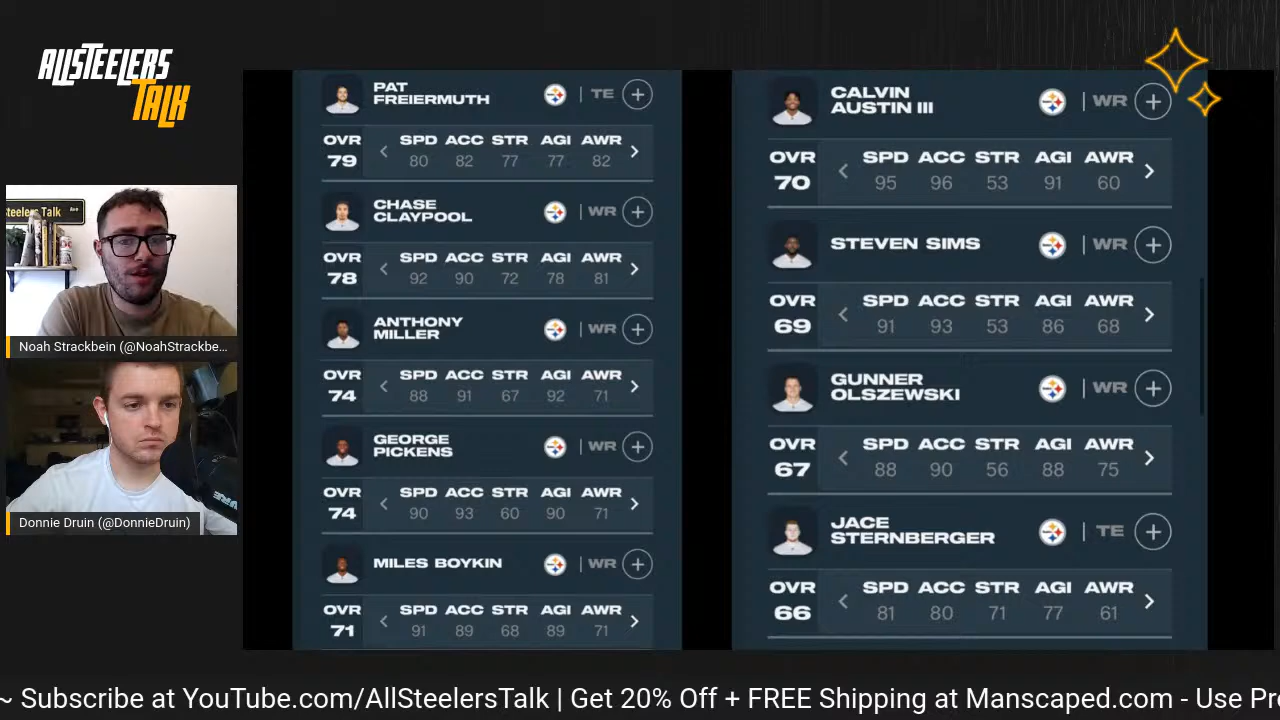 ALLSTEELERS
TALK
Steelers Talk Ave
Noah Strackbein (@NoahStrackbe...
Donnie Druin (@DonnieDruin)
PAT
FREIERMUTH
| TE
OVR SPD ACC STR AGI AWR
79 80 82 77 77 82
CHASE
CLAYPOOL
| WR
OVR SPD ACC STR AGI AWR
78 92 90 72 78 81
ANTHONY
MILLER
| WR
OVR SPD ACC STR AGI AWR
74 88 91 67 92 71
GEORGE
PICKENS
| WR
OVR SPD ACC STR AGI AWR
74 90 93 60 90 71
MILES BOYKIN | WR
OVR SPD ACC STR AGI AWR
71 91 89 68 89 71
CALVIN
AUSTIN III
| WR
OVR SPD ACC STR AGI AWR
70 95 96 53 91 60
STEVEN SIMS | WR
OVR SPD ACC STR AGI AWR
69 91 93 53 86 68
GUNNER
OLSZEWSKI
| WR
OVR SPD ACC STR AGI AWR
67 88 90 56 88 75
JACE
STERNBERGER
| TE
OVR SPD ACC STR AGI AWR
66 81 80 71 77 61
~ Subscribe at YouTube.com/AllSteelersTalk | Get 20% Off + FREE Shipping at Manscaped.com - Use Pr